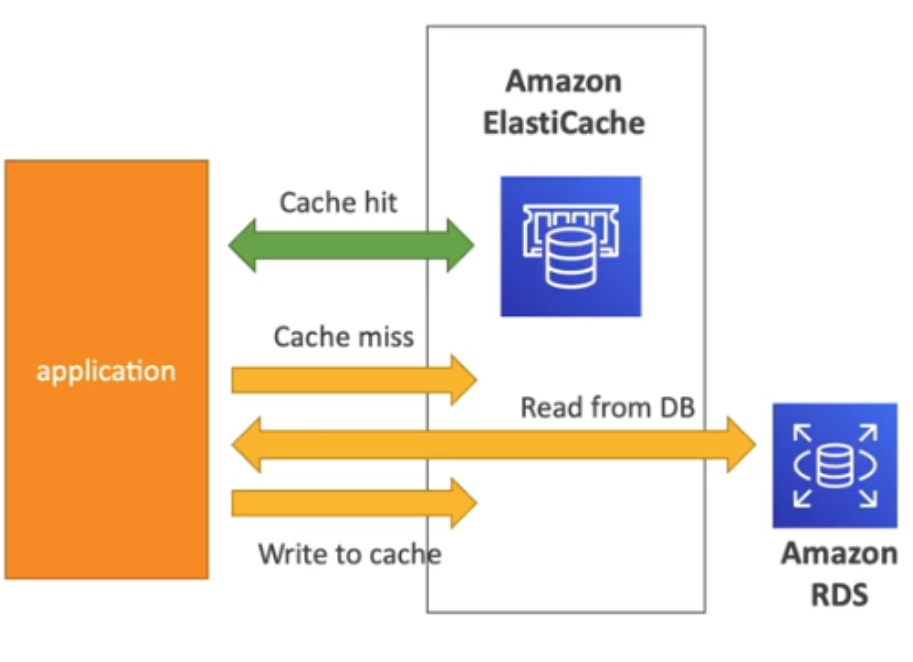 Amazon
ElastiCache
Cache hit
application
Cache miss
Read from DB
Write to cache
Amazon
RDS